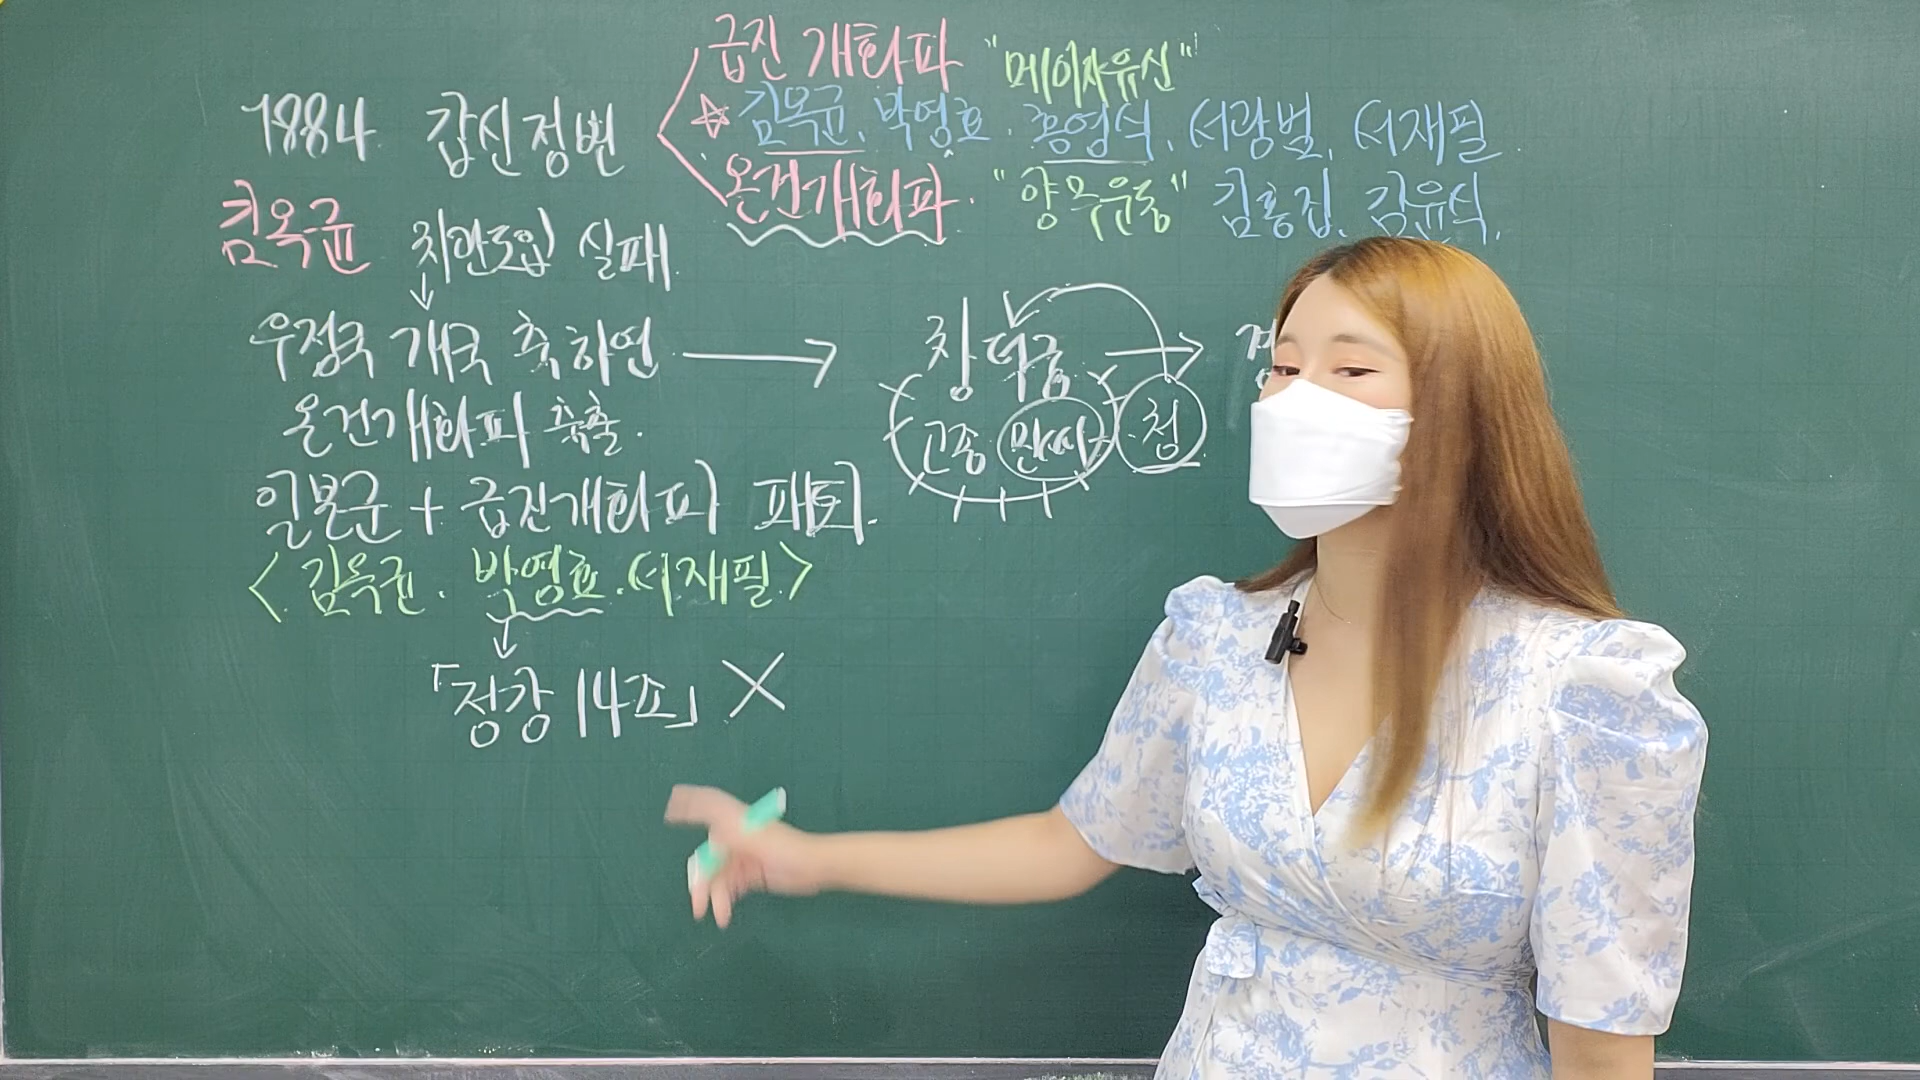 급진 개화파 "메이지유신"
1884 갑신정변 ☆ 김옥균, 박영효, 홍영식, 서광범, 서재필.
온건개화파. "양무운동" 김홍집, 김윤식,
김옥균 차관도입 실패.
↓
우정국 개국 축하연 → 창덕궁 →
온건개화파 축출. 고종 민씨 청
일본군 + 급진개화파 패퇴.
<김옥균. 박영효. 서재필>
↓
「정강 14조」 X